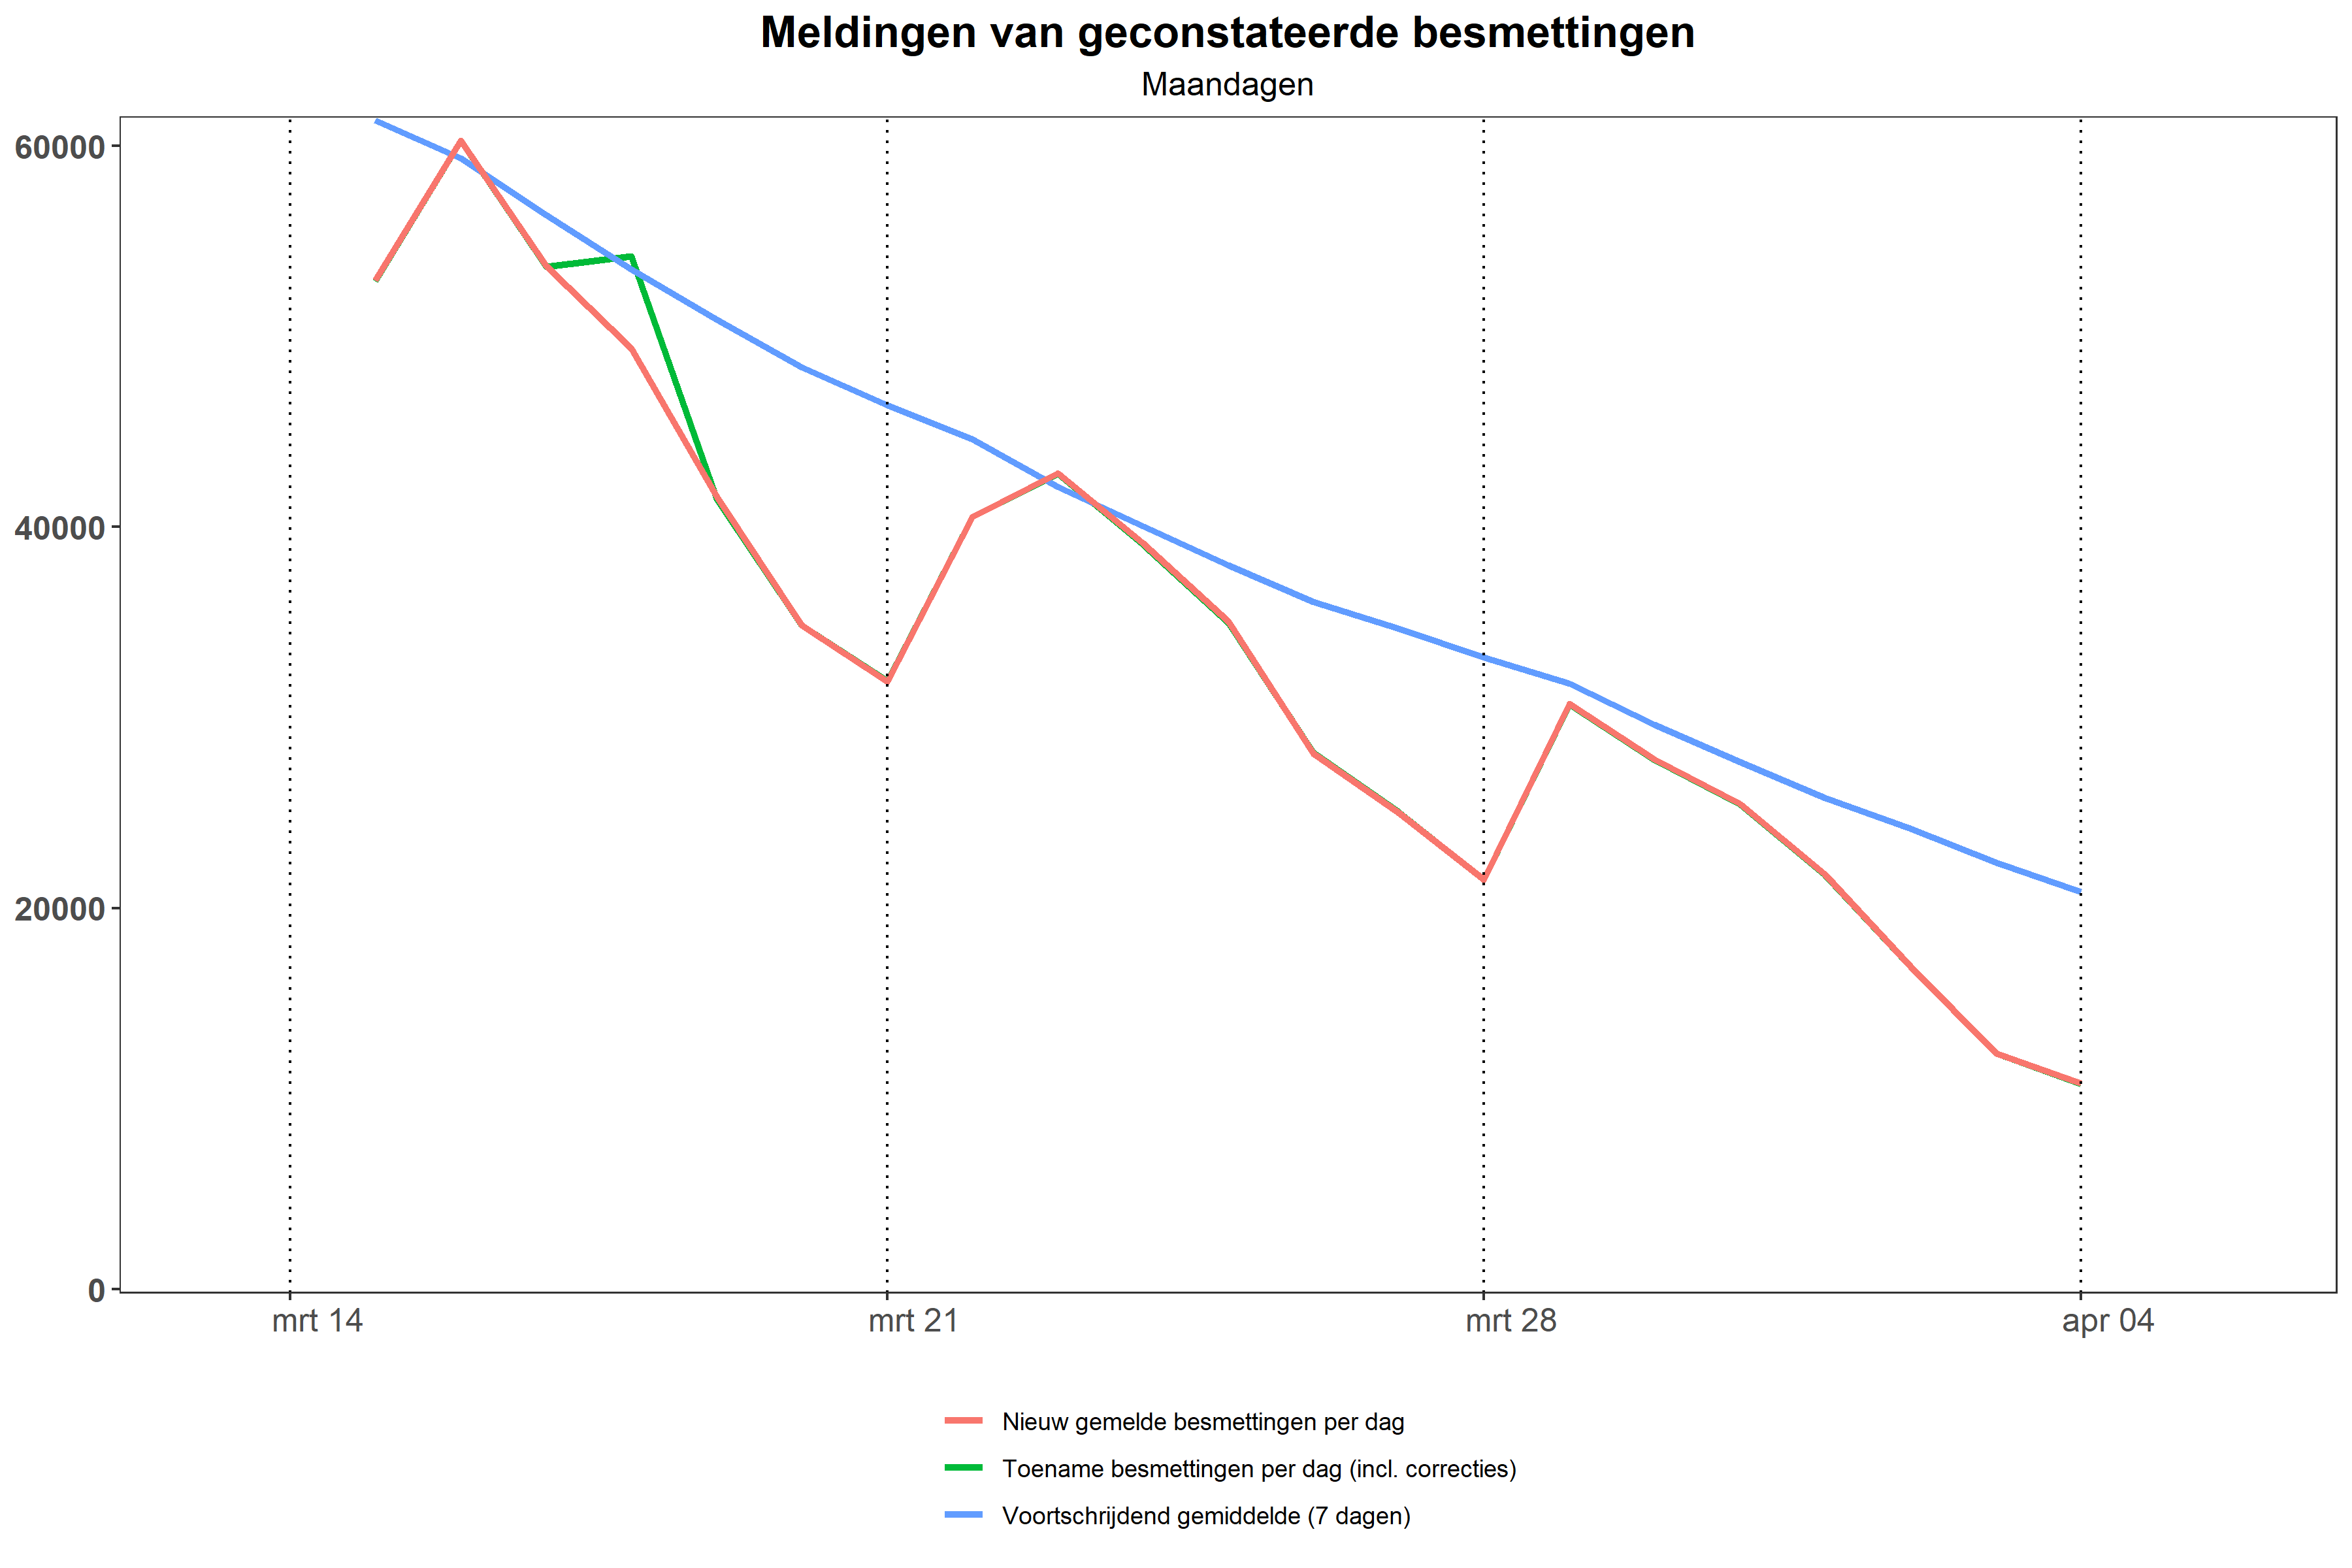 Meldingen van geconstateerde besmettingen
Maandagen
60000
40000
20000
0
mrt 14
mrt 21
mrt 28
apr 04
Nieuw gemelde besmettingen per dag
Toename besmettingen per dag (incl. correcties)
Voortschrijdend gemiddelde (7 dagen)